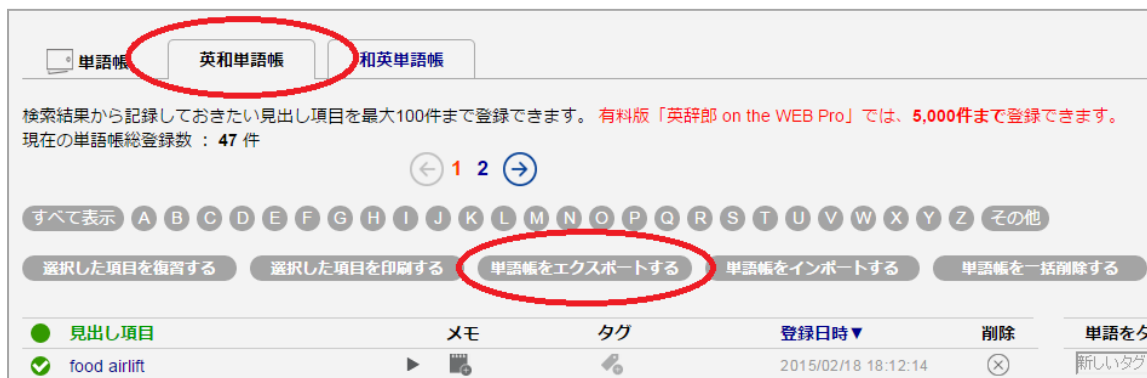 単語帳 英和単語帳 和英単語帳
検索結果から記録しておきたい見出し項目を最大100件まで登録できます。 有料版「英辞郎 on the WEB Pro」では、5,000件まで登録できます。
現在の単語帳総登録数 : 47 件
1 2
すべて表示 A B C D E F G H I J K L M N O P Q R S T U V W X Y Z その他
選択した項目を復習する 選択した項目を印刷する 単語帳をエクスポートする 単語帳をインポートする 単語帳を一括削除する
見出し項目 メモ タグ 登録日時▼ 削除 単語をタ
food airlift 2015/02/18 18:12:14 新しいタグ